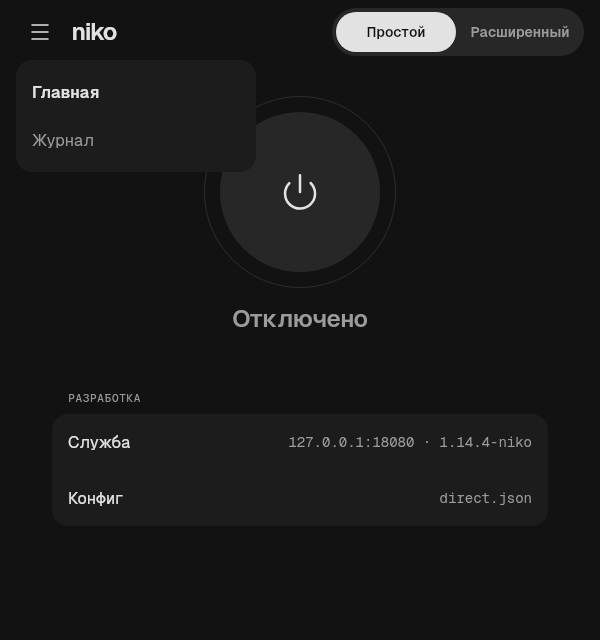 niko
Простой
Расширенный
Главная
Журнал
Отключено
РАЗРАБОТКА
Служба
127.0.0.1:18080 · 1.14.4-niko
Конфиг
direct.json